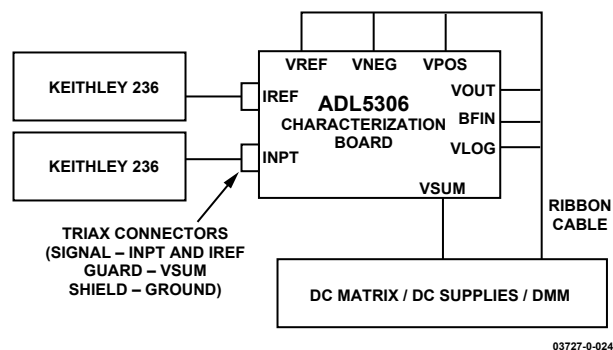 KEITHLEY 236
KEITHLEY 236
VREF VNEG VPOS
IREF
INPT
ADL5306
CHARACTERIZATION
BOARD
VOUT
BFIN
VLOG
VSUM
TRIAX CONNECTORS
(SIGNAL – INPT AND IREF
GUARD – VSUM
SHIELD – GROUND)
RIBBON
CABLE
DC MATRIX / DC SUPPLIES / DMM
03727-0-024